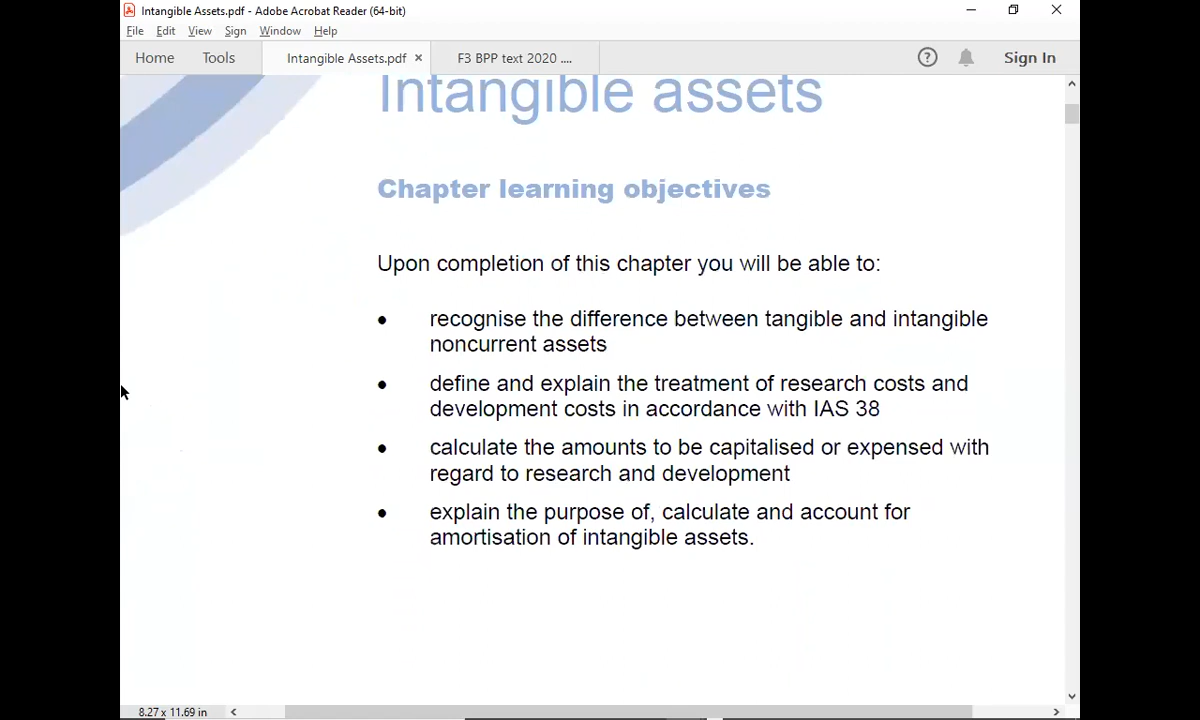 Intangible Assets.pdf - Adobe Acrobat Reader (64-bit)
File Edit View Sign Window Help
Home Tools Intangible Assets.pdf × F3 BPP text 2020 .... Sign In
Intangible assets
Chapter learning objectives
Upon completion of this chapter you will be able to:
• recognise the difference between tangible and intangible
noncurrent assets
• define and explain the treatment of research costs and
development costs in accordance with IAS 38
• calculate the amounts to be capitalised or expensed with
regard to research and development
• explain the purpose of, calculate and account for
amortisation of intangible assets.
8.27 x 11.69 in